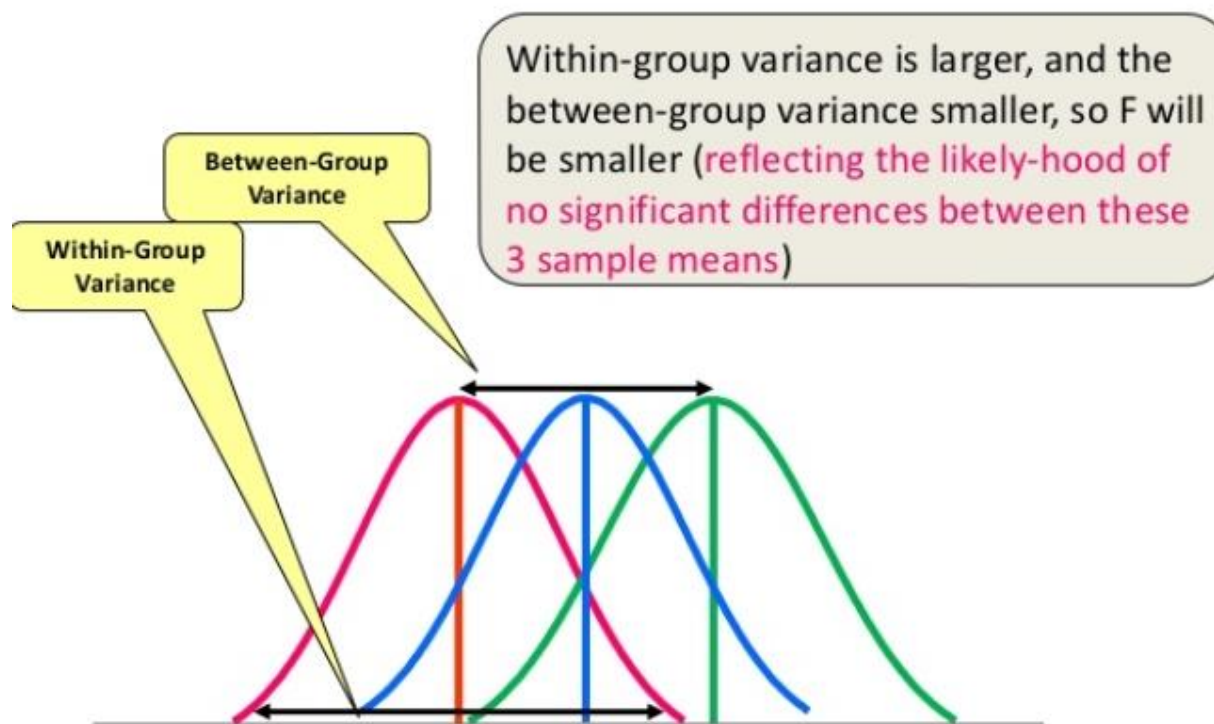 Within-group variance is larger, and the
between-group variance smaller, so F will
be smaller (reflecting the likely-hood of
no significant differences between these
3 sample means)
Between-Group
Variance
Within-Group
Variance